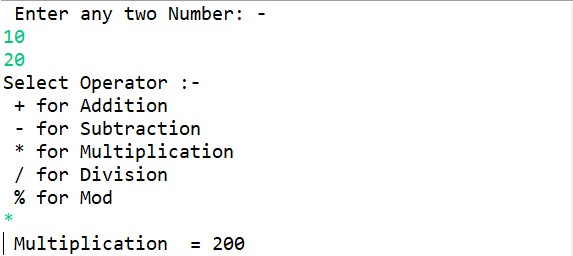 Enter any two Number: -
10
20
Select Operator :-
+ for Addition
- for Subtraction
* for Multiplication
/ for Division
% for Mod
*
Multiplication  = 200